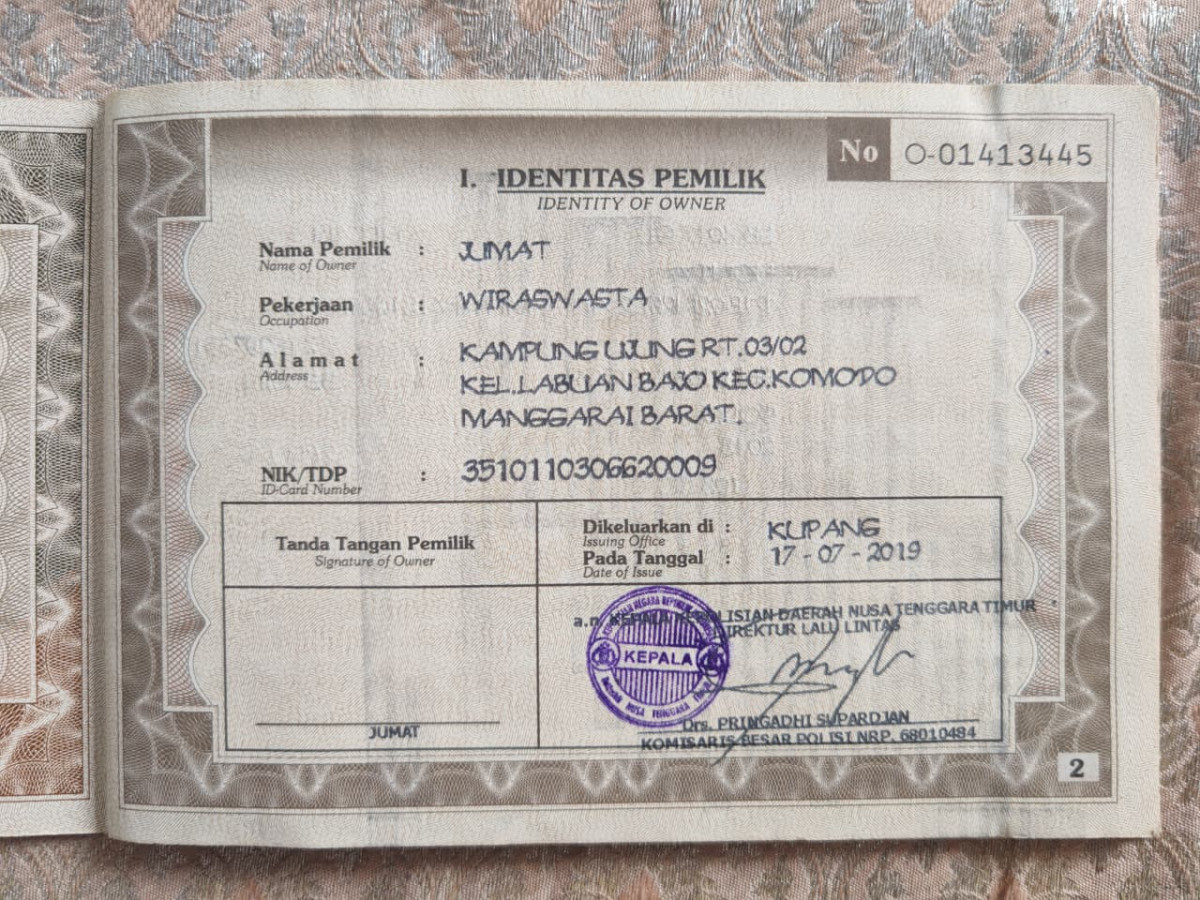 No O-01413445
I. IDENTITAS PEMILIK
IDENTITY OF OWNER
Nama Pemilik : JUMAT
Name of Owner
Pekerjaan : WIRASWASTA
Occupation
Alamat : KAMPUNG UJUNG RT.03/02
Address
KEL.LABUAN BAJO KEC.KOMODO
MANGGARAI BARAT.
NIK/TDP : 3510110306620009
ID-Card Number
Tanda Tangan Pemilik
Signature of Owner
Dikeluarkan di : KUPANG
Issuing Office
Pada Tanggal : 17-07-2019
Date of Issue
a.n KEPALA KEPOLISIAN DAERAH NUSA TENGGARA TIMUR
DIREKTUR LALU LINTAS
KEPALA
NUSA TENGGARA TIMUR
JUMAT
Drs. PRINGADHI SUPARDJAN
KOMISARIS BESAR POLISI NRP. 68010484
2